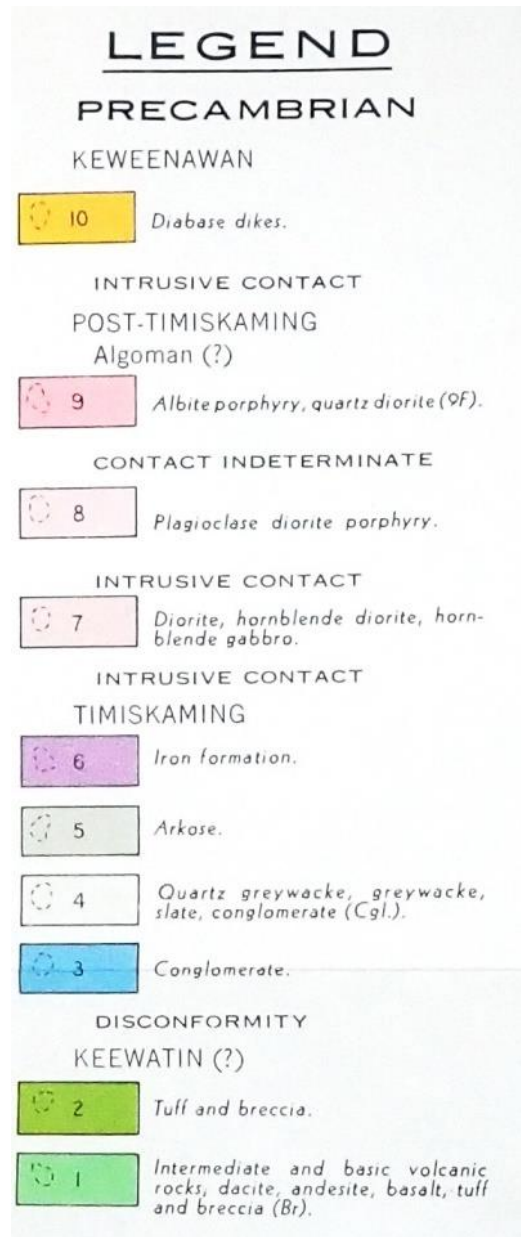 LEGEND
PRECAMBRIAN
KEWEENAWAN
10 Diabase dikes.
INTRUSIVE CONTACT
POST-TIMISKAMING
Algoman (?)
9 Albite porphyry, quartz diorite (9F).
CONTACT INDETERMINATE
8 Plagioclase diorite porphyry.
INTRUSIVE CONTACT
7 Diorite, hornblende diorite, horn-
blende gabbro.
INTRUSIVE CONTACT
TIMISKAMING
6 Iron formation.
5 Arkose.
4 Quartz greywacke, greywacke,
slate, conglomerate (Cgl.).
3 Conglomerate.
DISCONFORMITY
KEEWATIN (?)
2 Tuff and breccia.
1 Intermediate and basic volcanic
rocks, dacite, andesite, basalt, tuff
and breccia (Br).